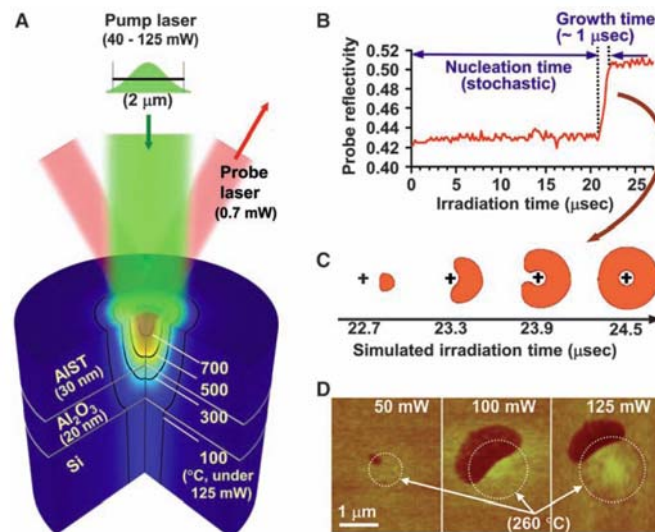 A
Pump laser
(40 - 125 mW)
(2 μm)
Probe
laser
(0.7 mW)
AIST
(30 nm)
Al2O3
(20 nm)
Si
700
500
300
100
(°C, under
125 mW)
B
Growth time
(~ 1 μsec)
Nucleation time
(stochastic)
Probe reflectivity
0.52
0.50
0.48
0.46
0.44
0.42
0.40
0 5 10 15 20 25
Irradiation time (μsec)
C
+ + + +
22.7 23.3 23.9 24.5
Simulated irradiation time (μsec)
D
50 mW 100 mW 125 mW
1 μm
(260 °C)